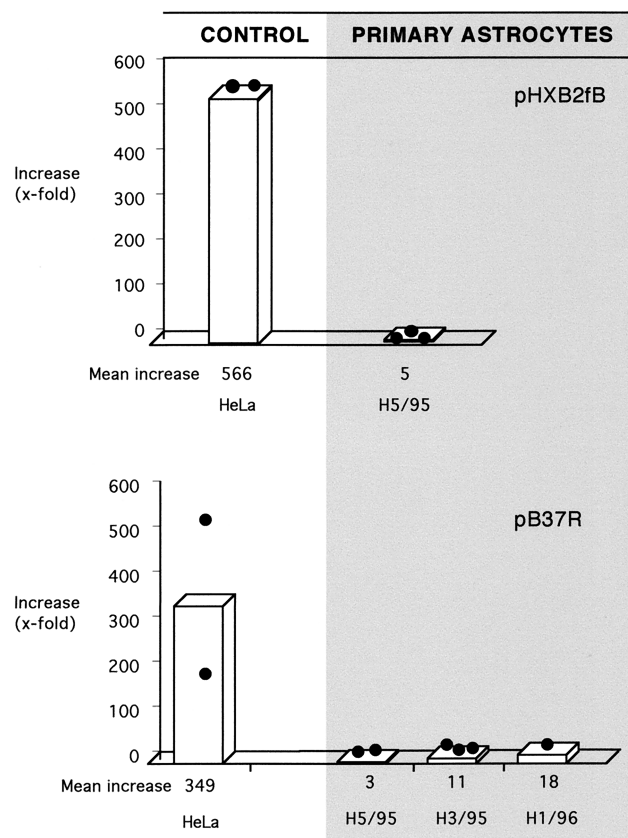 CONTROL PRIMARY ASTROCYTES
600
pHXB2fB
500
400
Increase
(x-fold)
300
200
100
0
Mean increase 566 5
HeLa H5/95
600
pB37R
500
400
Increase
(x-fold)
300
200
100
0
Mean increase 349 3 11 18
HeLa H5/95 H3/95 H1/96